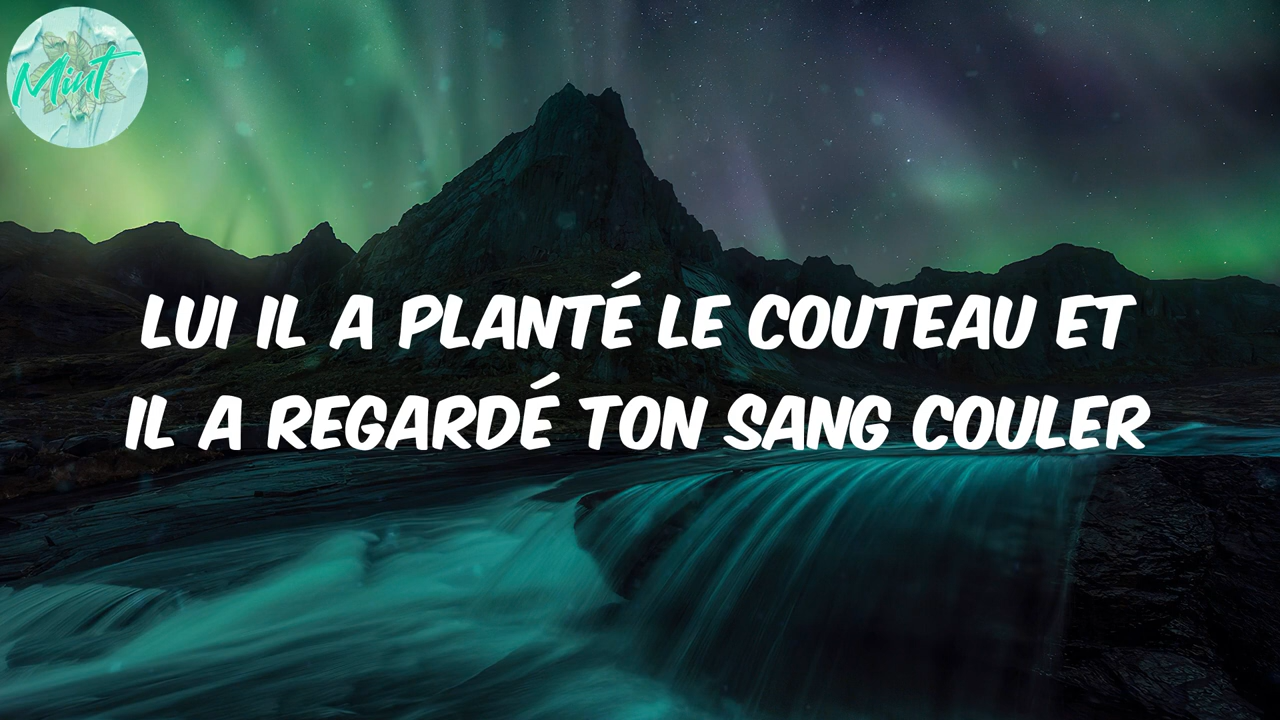 Mint
LUI IL A PLANTÉ LE COUTEAU ET
IL A REGARDÉ TON SANG COULER